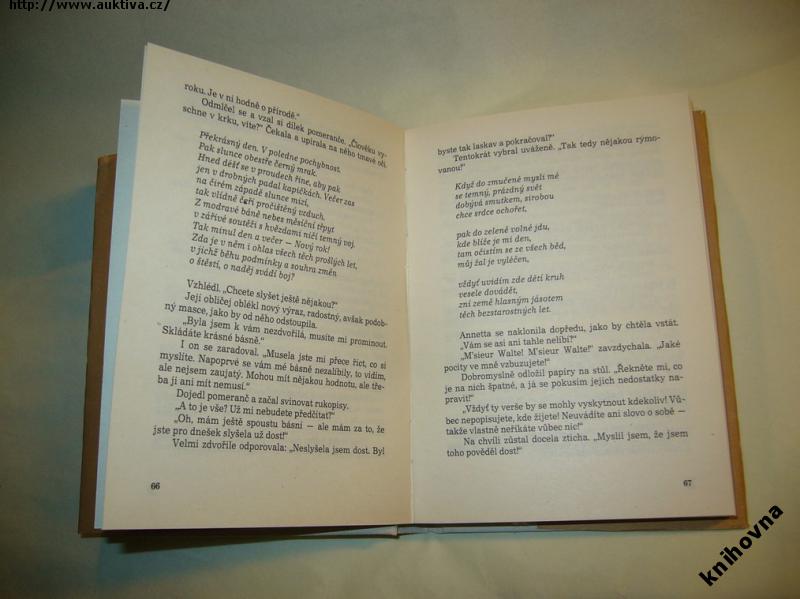 http://www.auktiva.cz/
roku. Je v ní hodně o přírodě."
Odmlčel se a vzal si dílek pomeranče. „Člověku vy-
schne v krku, víte?" Čekala a upírala na něho tmavé oči.
Překrásný den. V poledne pochybnost.
Pak slunce obestře černý mrak.
Hned déšť se v proudech řine, aby pak
jen v drobných padal kapičkách. Večer zas
na čirém západě slunce mizí,
tak vlídně čeří pročištěný vzduch,
Z modravé báně nebes měsíční třpyt
v zářivé soutěži s hvězdami ničí temný voj.
Tak minul den a večer — Nový rok!
Zda je v něm i ohlas všech těch prošlých let,
v jichž běhu podmínky a souhra změn
o štěstí, o naděj svádí boj?
Vzhlédl. „Chcete slyšet ještě nějakou?"
Její obličej oblékl nový výraz, radostný, avšak podob-
ný masce, jako by od něho odstoupila.
„Byla jsem k vám nezdvořilá, musíte mi prominout.
Skládáte krásné básně."
I on se zaradoval. „Musela jste mi přece říct, co si
myslíte. Napoprvé se vám mé básně nezalíbily, to vidím,
ale nejsem zaujatý. Mohou mít nějakou hodnotu, ale tře-
ba ji ani mít nemusí."
Dojedl pomeranč a začal svinovat rukopisy.
„A to je vše? Už mi nebudete předčítat?"
„Oh, mám ještě spoustu básní — ale mám za to, že
jste pro dnešek slyšela už dost!"
Velmi zdvořile odporovala: „Neslyšela jsem dost. Byl
66
byste tak laskav a pokračoval?"
Tentokrát vybral uváženě. „Tak tedy nějakou rýmo-
vanou!"
Když do zmučené mysli mé
se temný, prázdný svět
dobývá smutkem, sirobou
chce srdce ochořet,
pak do zeleně volné jdu,
kde blíže je mi den,
tam očistím se ze všech běd,
můj žal je vyléčen,
vždyť uvidím zde dětí kruh
vesele dovádět,
zní země hlasným jásotem
těch bezstarostných let.
Annetta se naklonila dopředu, jako by chtěla vstát.
„Vám se asi ani tahle nelíbí?"
„M'sieur Walte! M'sieur Walte!" zavzdychala. „Jaké
pocity ve mně vzbuzujete!"
Dobromyslně odložil papíry na stůl. „Řekněte mi, co
je na nich špatné, a já se pokusím jejich nedostatky na-
pravit!"
„Vždyť ty verše by se mohly vyskytnout kdekoliv! Vů-
bec nepopisujete, kde žijete! Neuvádíte ani slovo o sobě —
takže vlastně neříkáte vůbec nic!"
Na chvíli zůstal docela zticha. „Myslil jsem, že jsem
toho pověděl dost!"
67
knihovna